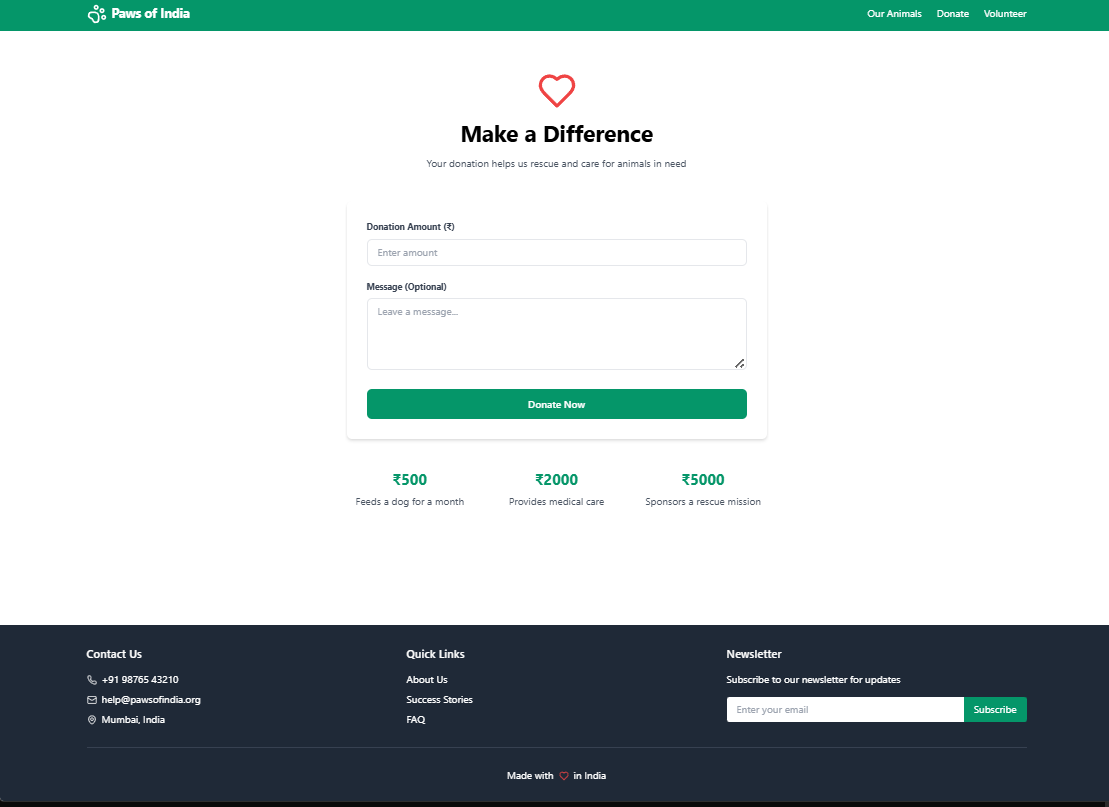 Paws of India
Our Animals Donate Volunteer
Make a Difference
Your donation helps us rescue and care for animals in need
Donation Amount (₹)
Enter amount
Message (Optional)
Leave a message...
Donate Now
₹500
Feeds a dog for a month
₹2000
Provides medical care
₹5000
Sponsors a rescue mission
Contact Us
+91 98765 43210
help@pawsofindia.org
Mumbai, India
Quick Links
About Us
Success Stories
FAQ
Newsletter
Subscribe to our newsletter for updates
Enter your email
Subscribe
Made with in India